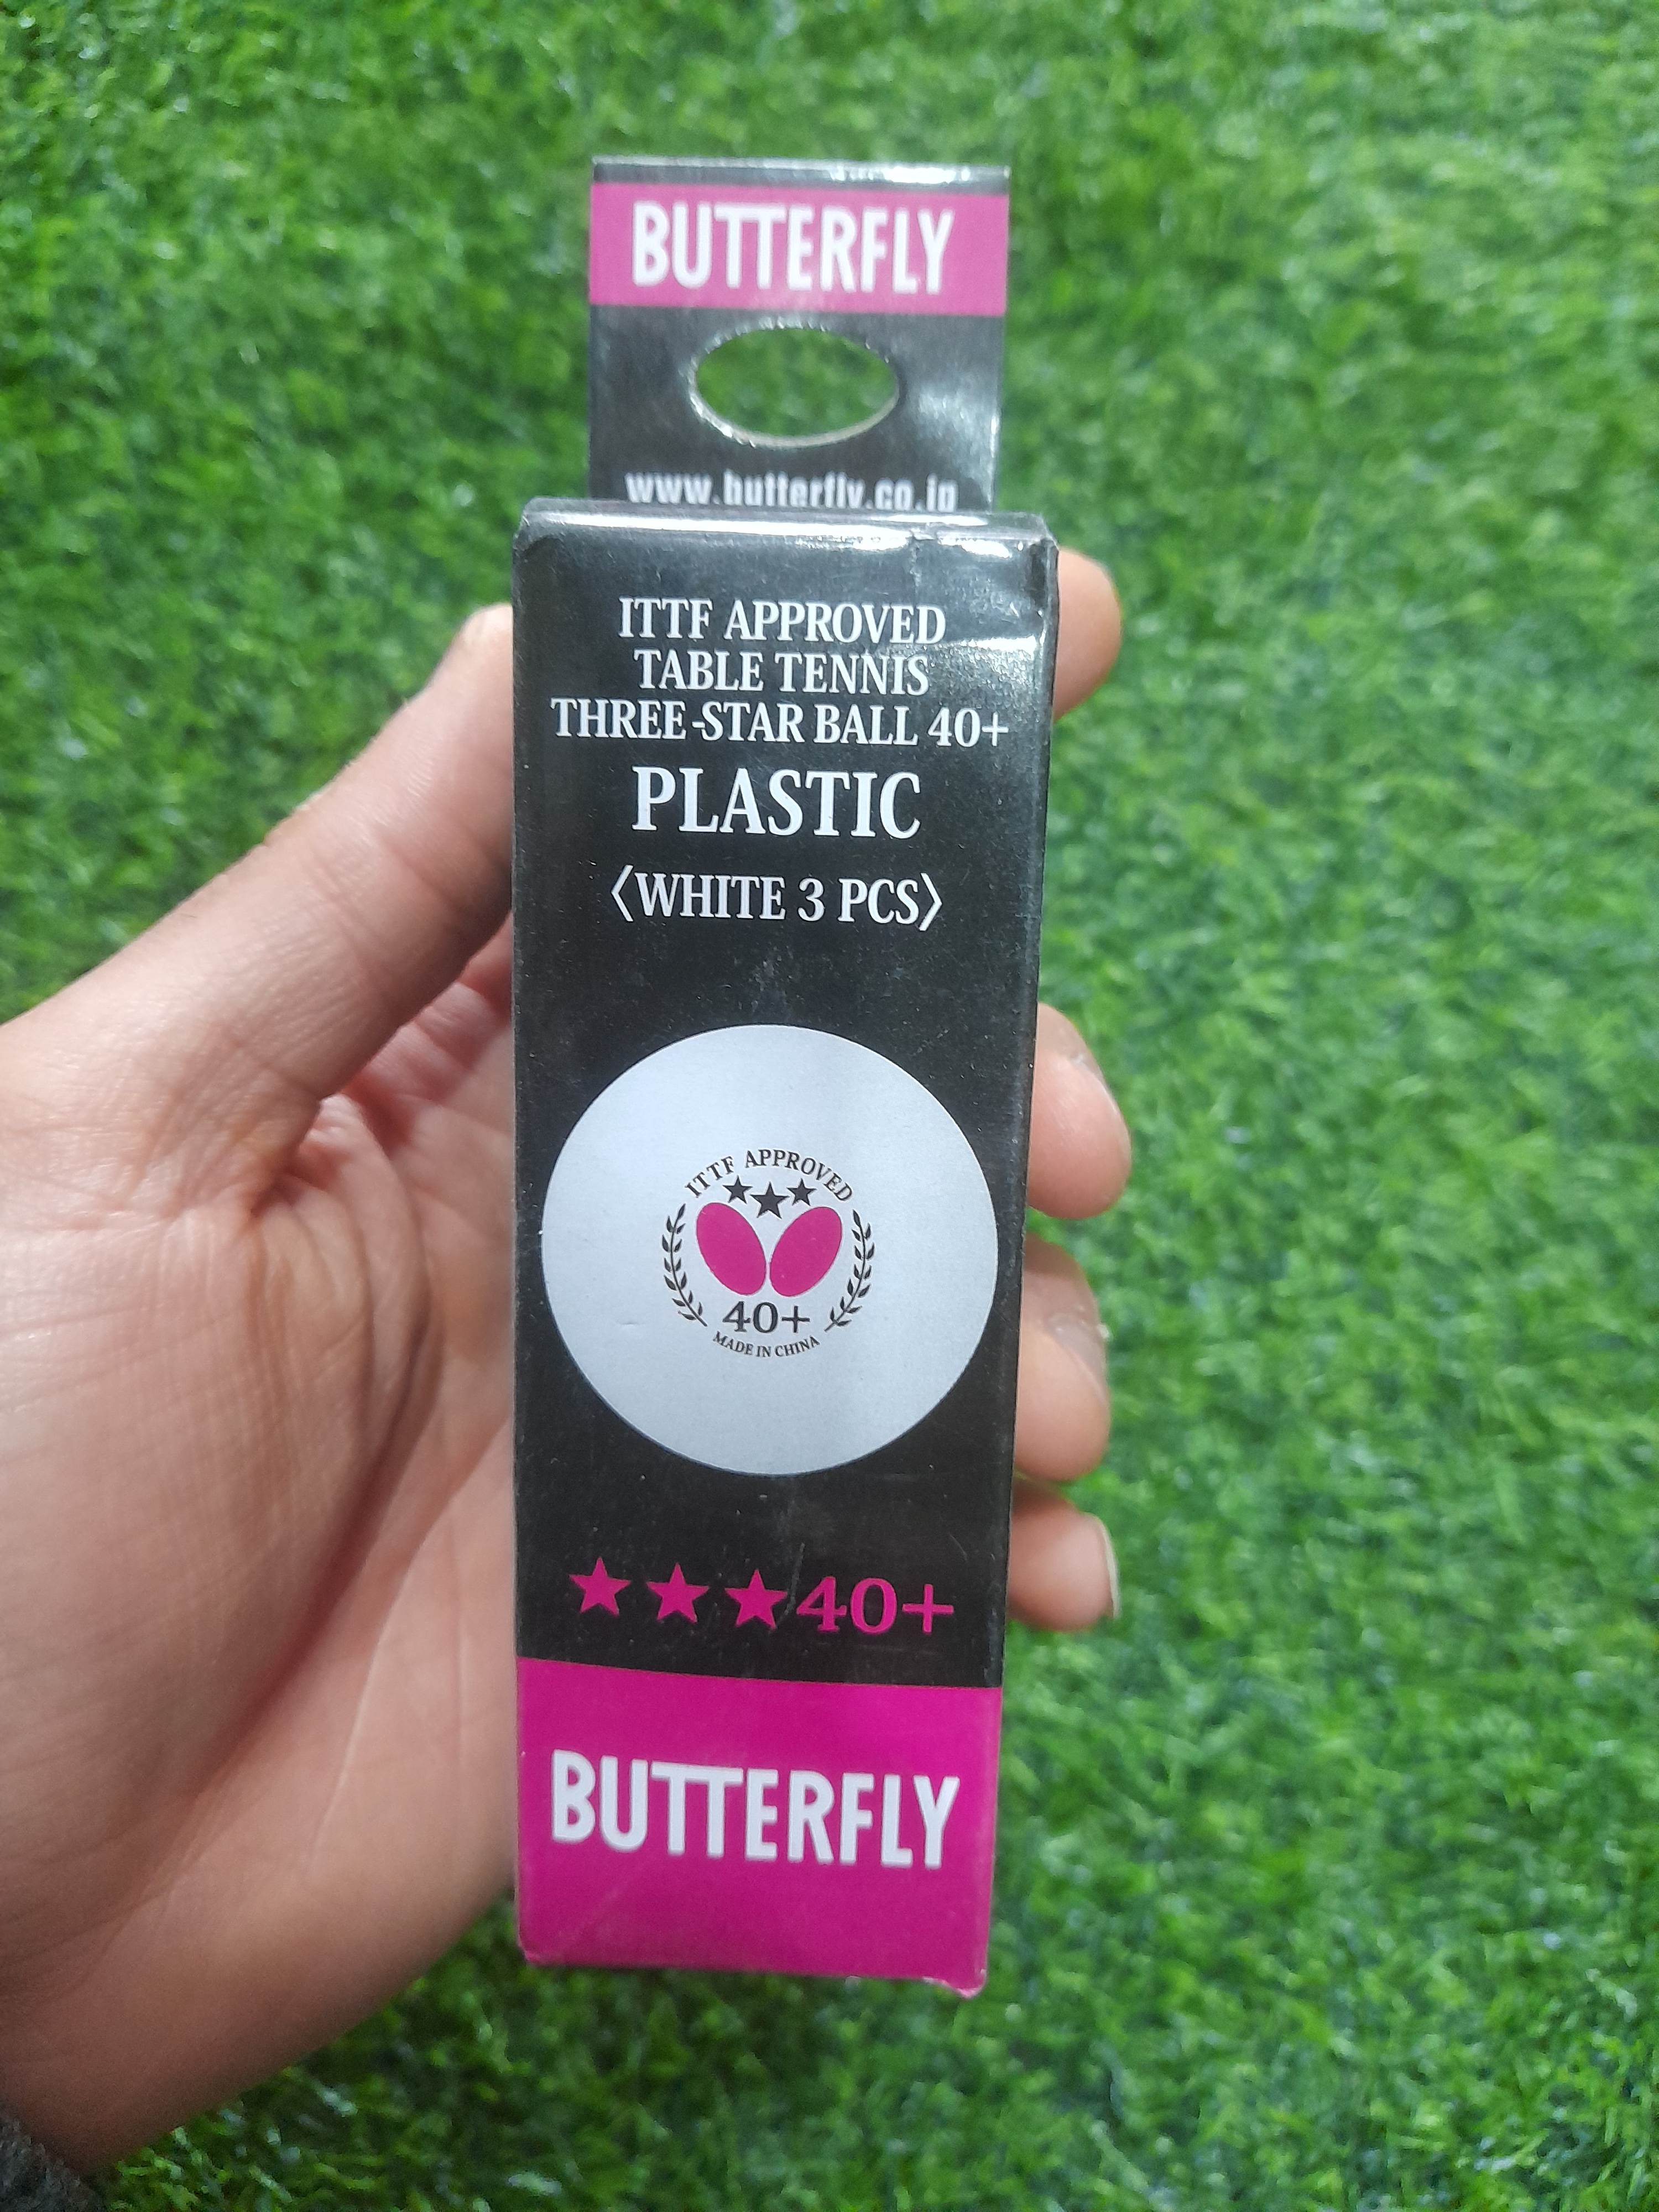 BUTTERFLY
www.butterfly.co.jp
ITTF APPROVED
TABLE TENNIS
THREE-STAR BALL 40+
PLASTIC
〈WHITE 3 PCS〉
ITTF APPROVED
40+
MADE IN CHINA
★★★40+
BUTTERFLY